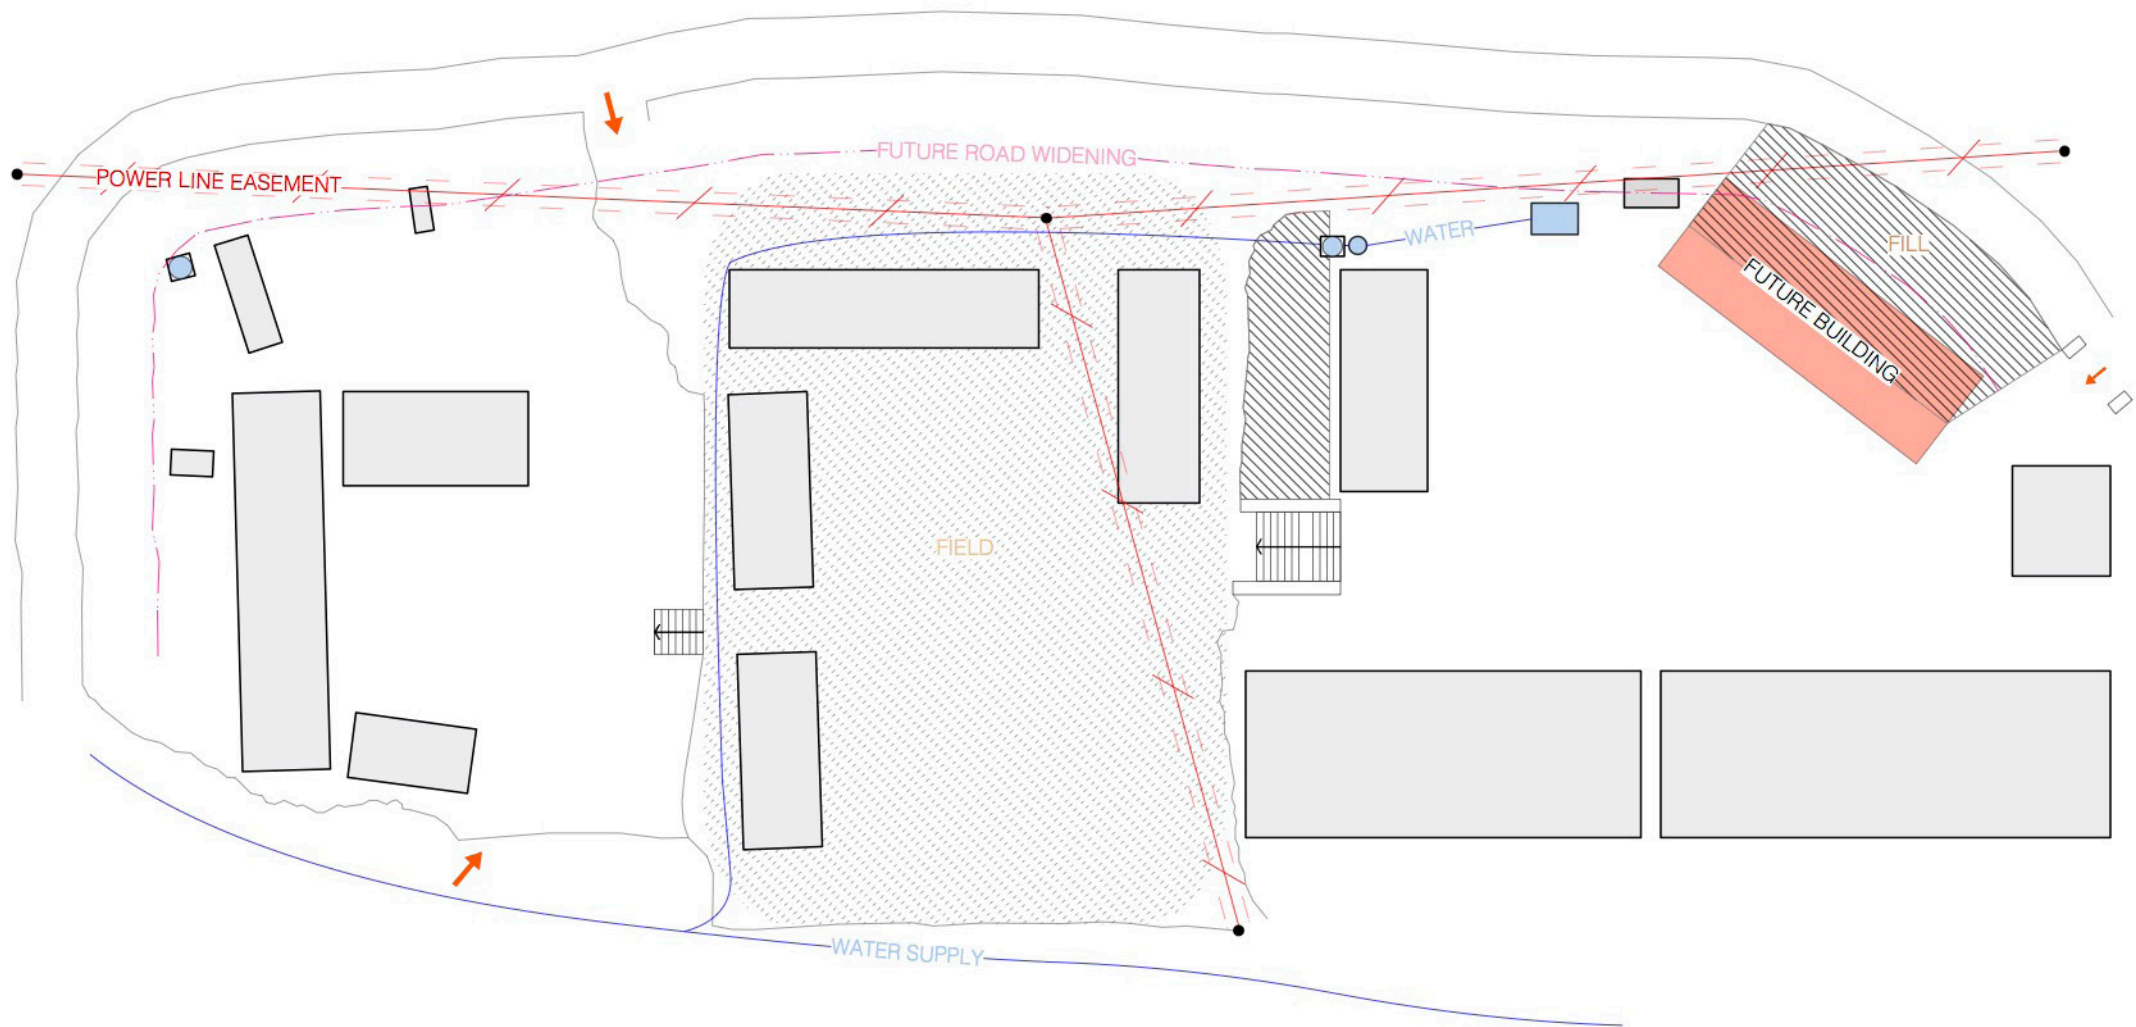 FUTURE ROAD WIDENING
POWER LINE EASEMENT
WATER
FILL
FUTURE BUILDING
FIELD
WATER SUPPLY